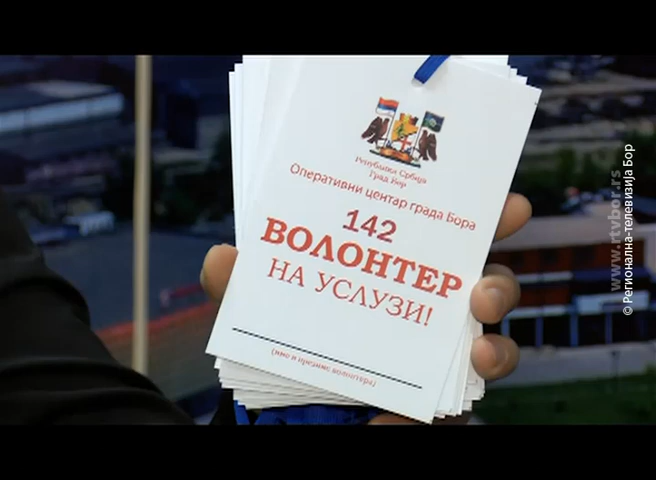 Република Србија
Град Бор
Оперативни центар града Бора
142
ВОЛОНТЕР
НА УСЛУЗИ!
(име и презиме волонтера)
www.rtvbor.rs
© Регионална-телевизија Бор